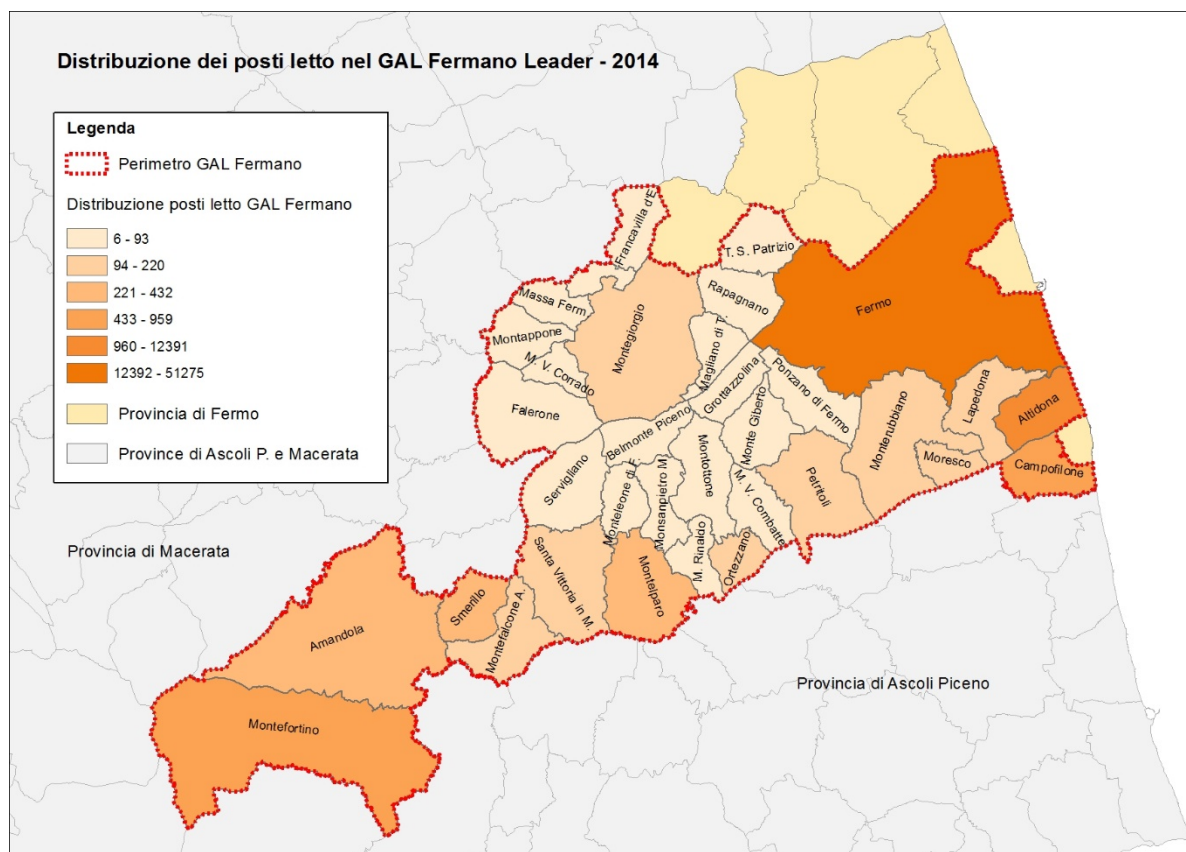 Distribuzione dei posti letto nel GAL Fermano Leader - 2014
Legenda
Perimetro GAL Fermano
Distribuzione posti letto GAL Fermano
6 - 93
94 - 220
221 - 432
433 - 959
960 - 12391
12392 - 51275
Provincia di Fermo
Province di Ascoli P. e Macerata
Francavilla d'E.
T. S. Patrizio
Massa Ferm.
Rapagnano
Fermo
Montappone
Montegiorgio
Magliano di T.
M. V. Corrado
Grottazzolina
Ponzano di Fermo
Falerone
Belmonte Piceno
Monte Giberto
Lapedona
Altidona
Monterubbiano
Servigliano
Monteleone di F.
Monsanpietro M.
Montottone
Moresco
Campofilone
Petritoli
M. V. Combatte
Provincia di Macerata
Santa Vittoria in M.
M. Rinaldo
Ortezzano
Montelparo
Smerillo
Amandola
Montefalcone A.
Provincia di Ascoli Piceno
Montefortino